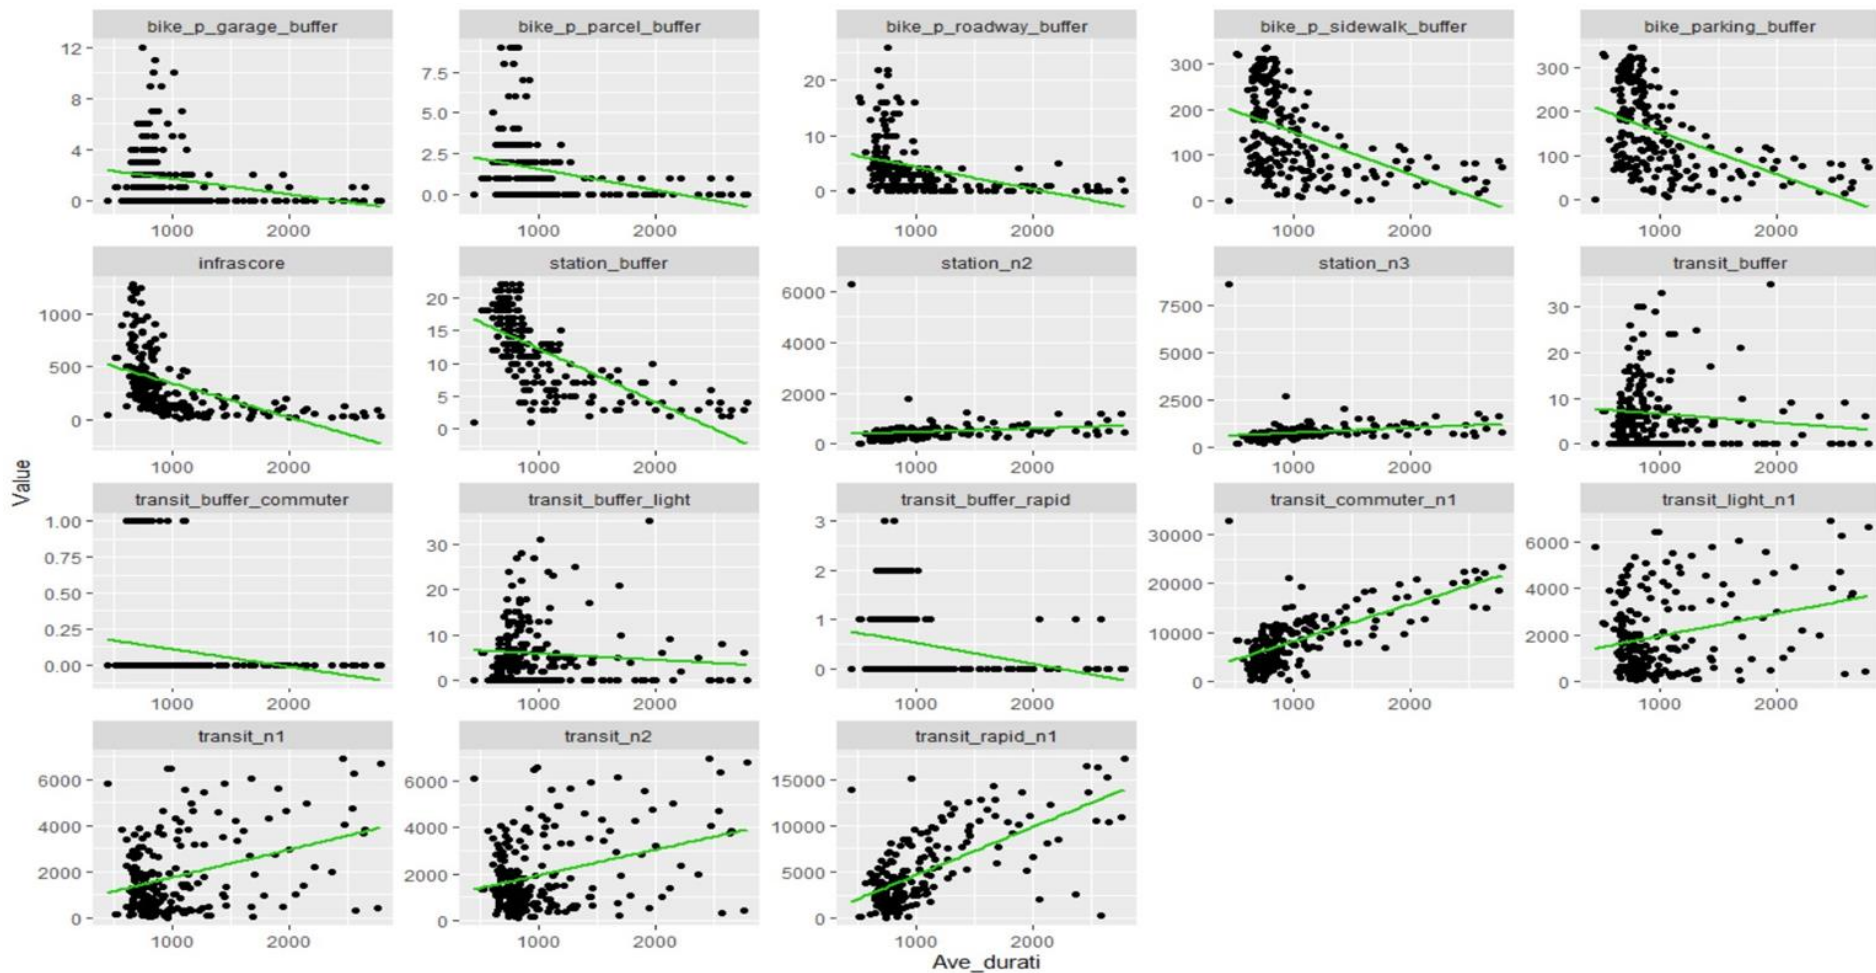 bike_p_garage_buffer bike_p_parcel_buffer bike_p_roadway_buffer bike_p_sidewalk_buffer bike_parking_buffer
12 10 8 6 4 2 0
7.5 5.0 2.5 0.0
20 10 0
300 200 100 0
300 200 100 0
1000 2000 1000 2000 1000 2000 1000 2000 1000 2000
infrascore station_buffer station_n2 station_n3 transit_buffer
1000 500 0
20 15 10 5 0
6000 4000 2000 0
7500 5000 2500 0
30 20 10 0
1000 2000 1000 2000 1000 2000 1000 2000 1000 2000
Value
transit_buffer_commuter transit_buffer_light transit_buffer_rapid transit_commuter_n1 transit_light_n1
1.00 0.75 0.50 0.25 0.00
30 20 10 0
3 2 1 0
30000 20000 10000 0
6000 4000 2000 0
1000 2000 1000 2000 1000 2000 1000 2000 1000 2000
transit_n1 transit_n2 transit_rapid_n1
6000 4000 2000 0
6000 4000 2000 0
15000 10000 5000 0
1000 2000 1000 2000 1000 2000
Ave_durati